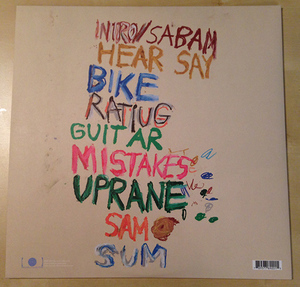 INTRO/SABAM
HEAR SAY
BIKE
RATIUG
GUITAR
MISTAKES
UPRANE
SAM
SUM